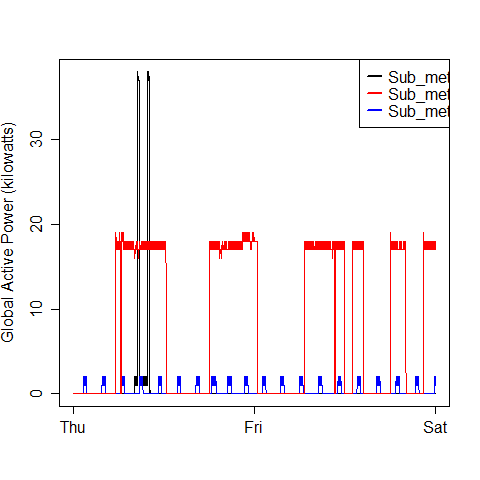 Sub_met
Sub_met
Sub_met
Global Active Power (kilowatts)
30
20
10
0
Thu Fri Sat